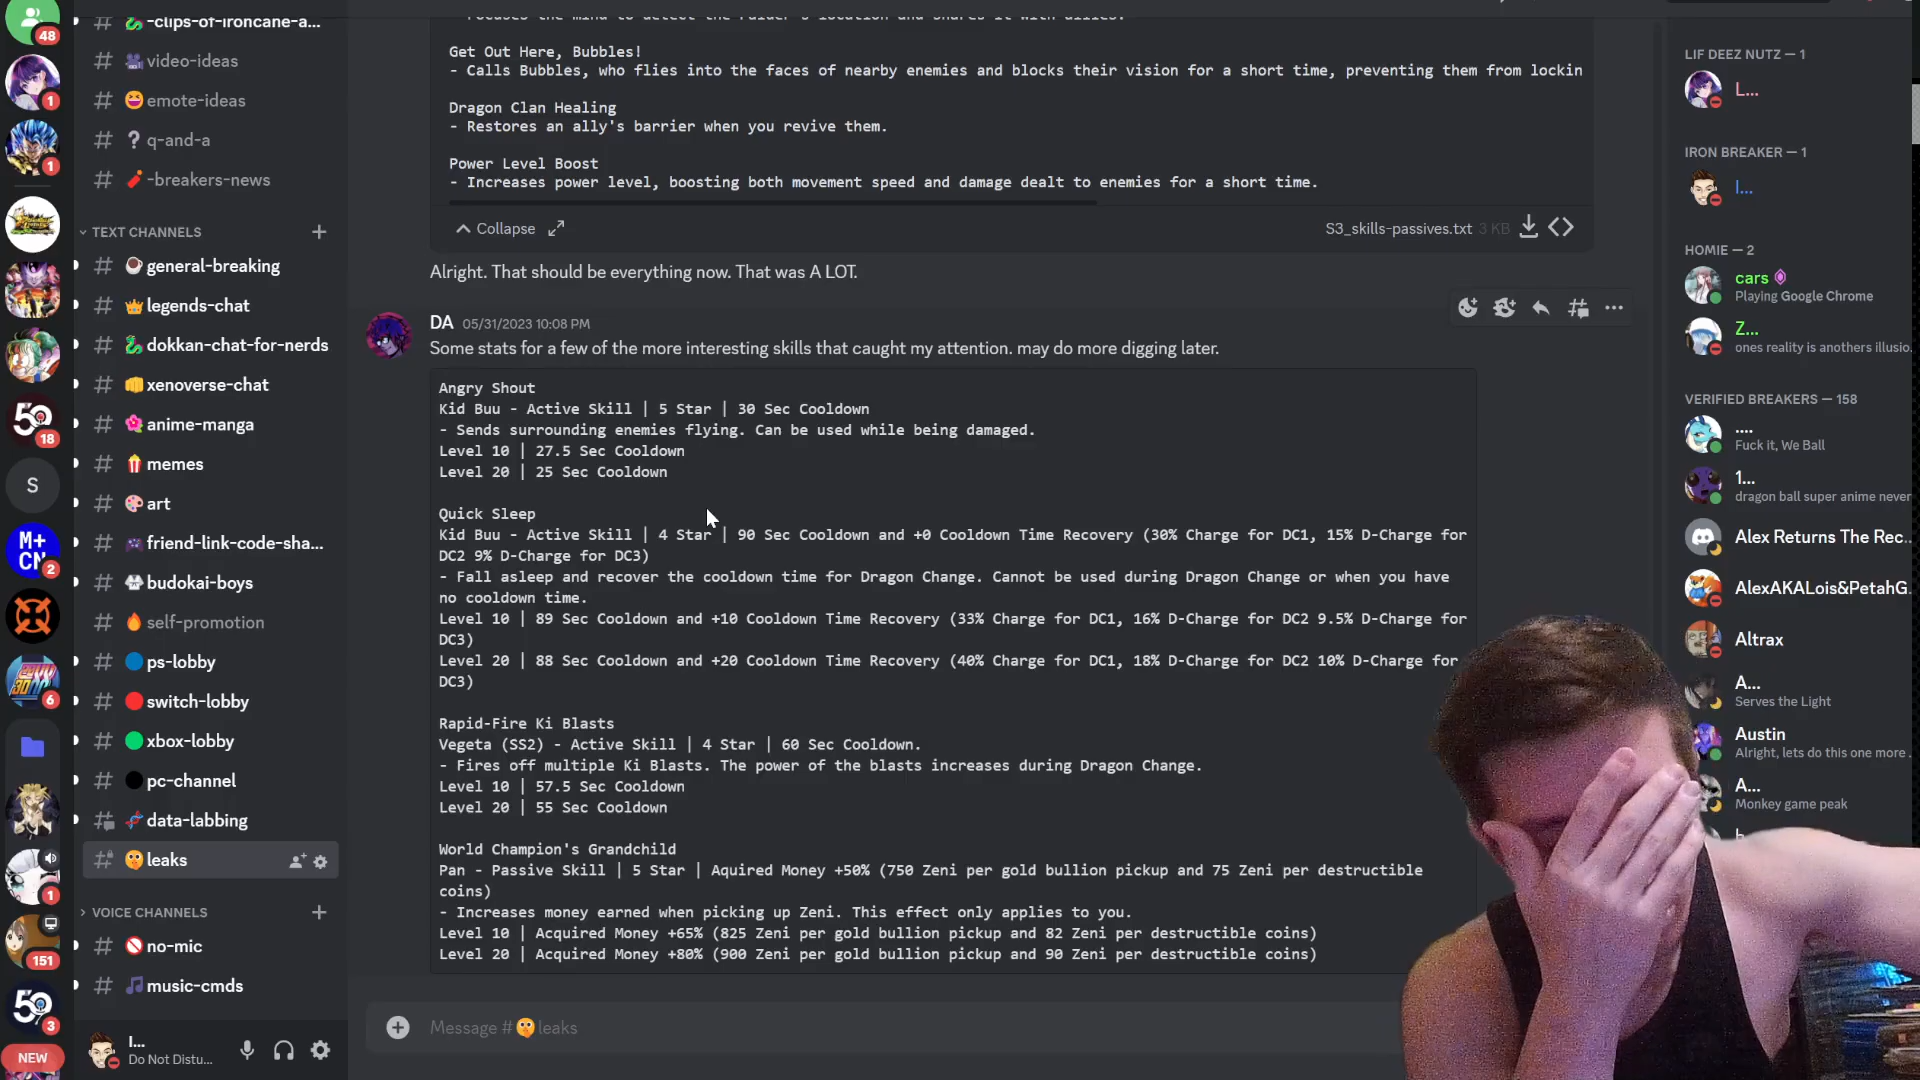 48
1
1
18
S
M+
CN
2
6
1
151
3
NEW
-clips-of-ironcane-a...
video-ideas
emote-ideas
q-and-a
-breakers-news
TEXT CHANNELS
general-breaking
legends-chat
dokkan-chat-for-nerds
xenoverse-chat
anime-manga
memes
art
friend-link-code-sha...
budokai-boys
self-promotion
ps-lobby
switch-lobby
xbox-lobby
pc-channel
data-labbing
leaks
VOICE CHANNELS
no-mic
music-cmds
I...
Do Not Distu...
Get Out Here, Bubbles!
- Calls Bubbles, who flies into the faces of nearby enemies and blocks their vision for a short time, preventing them from lockin
Dragon Clan Healing
- Restores an ally's barrier when you revive them.
Power Level Boost
- Increases power level, boosting both movement speed and damage dealt to enemies for a short time.
Collapse
S3_skills-passives.txt 3 KB
Alright. That should be everything now. That was A LOT.
DA 05/31/2023 10:08 PM
Some stats for a few of the more interesting skills that caught my attention. may do more digging later.
Angry Shout
Kid Buu - Active Skill | 5 Star | 30 Sec Cooldown
- Sends surrounding enemies flying. Can be used while being damaged.
Level 10 | 27.5 Sec Cooldown
Level 20 | 25 Sec Cooldown
Quick Sleep
Kid Buu - Active Skill | 4 Star | 90 Sec Cooldown and +0 Cooldown Time Recovery (30% Charge for DC1, 15% D-Charge for
DC2 9% D-Charge for DC3)
- Fall asleep and recover the cooldown time for Dragon Change. Cannot be used during Dragon Change or when you have
no cooldown time.
Level 10 | 89 Sec Cooldown and +10 Cooldown Time Recovery (33% Charge for DC1, 16% D-Charge for DC2 9.5% D-Charge for
DC3)
Level 20 | 88 Sec Cooldown and +20 Cooldown Time Recovery (40% Charge for DC1, 18% D-Charge for DC2 10% D-Charge for
DC3)
Rapid-Fire Ki Blasts
Vegeta (SS2) - Active Skill | 4 Star | 60 Sec Cooldown.
- Fires off multiple Ki Blasts. The power of the blasts increases during Dragon Change.
Level 10 | 57.5 Sec Cooldown
Level 20 | 55 Sec Cooldown
World Champion's Grandchild
Pan - Passive Skill | 5 Star | Aquired Money +50% (750 Zeni per gold bullion pickup and 75 Zeni per destructible
coins)
- Increases money earned when picking up Zeni. This effect only applies to you.
Level 10 | Acquired Money +65% (825 Zeni per gold bullion pickup and 82 Zeni per destructible coins)
Level 20 | Acquired Money +80% (900 Zeni per gold bullion pickup and 90 Zeni per destructible coins)
Message # leaks
LIF DEEZ NUTZ — 1
L...
IRON BREAKER — 1
I...
HOMIE — 2
cars
Playing Google Chrome
Z...
ones reality is anothers illusio.
VERIFIED BREAKERS — 158
....
Fuck it, We Ball
1...
dragon ball super anime never
Alex Returns The Rec...
AlexAKALois&PetahG.
Altrax
A...
Serves the Light
Austin
Alright, lets do this one more .
A...
Monkey game peak